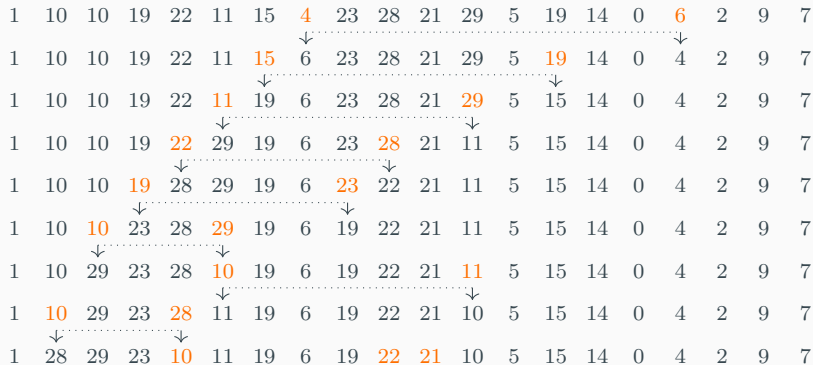 1 10 10 19 22 11 15 4 23 28 21 29 5 19 14 0 6 2 9 7
1 10 10 19 22 11 15 6 23 28 21 29 5 19 14 0 4 2 9 7
1 10 10 19 22 11 19 6 23 28 21 29 5 15 14 0 4 2 9 7
1 10 10 19 22 29 19 6 23 28 21 11 5 15 14 0 4 2 9 7
1 10 10 19 28 29 19 6 23 22 21 11 5 15 14 0 4 2 9 7
1 10 10 23 28 29 19 6 19 22 21 11 5 15 14 0 4 2 9 7
1 10 29 23 28 10 19 6 19 22 21 11 5 15 14 0 4 2 9 7
1 10 29 23 28 11 19 6 19 22 21 10 5 15 14 0 4 2 9 7
1 28 29 23 10 11 19 6 19 22 21 10 5 15 14 0 4 2 9 7